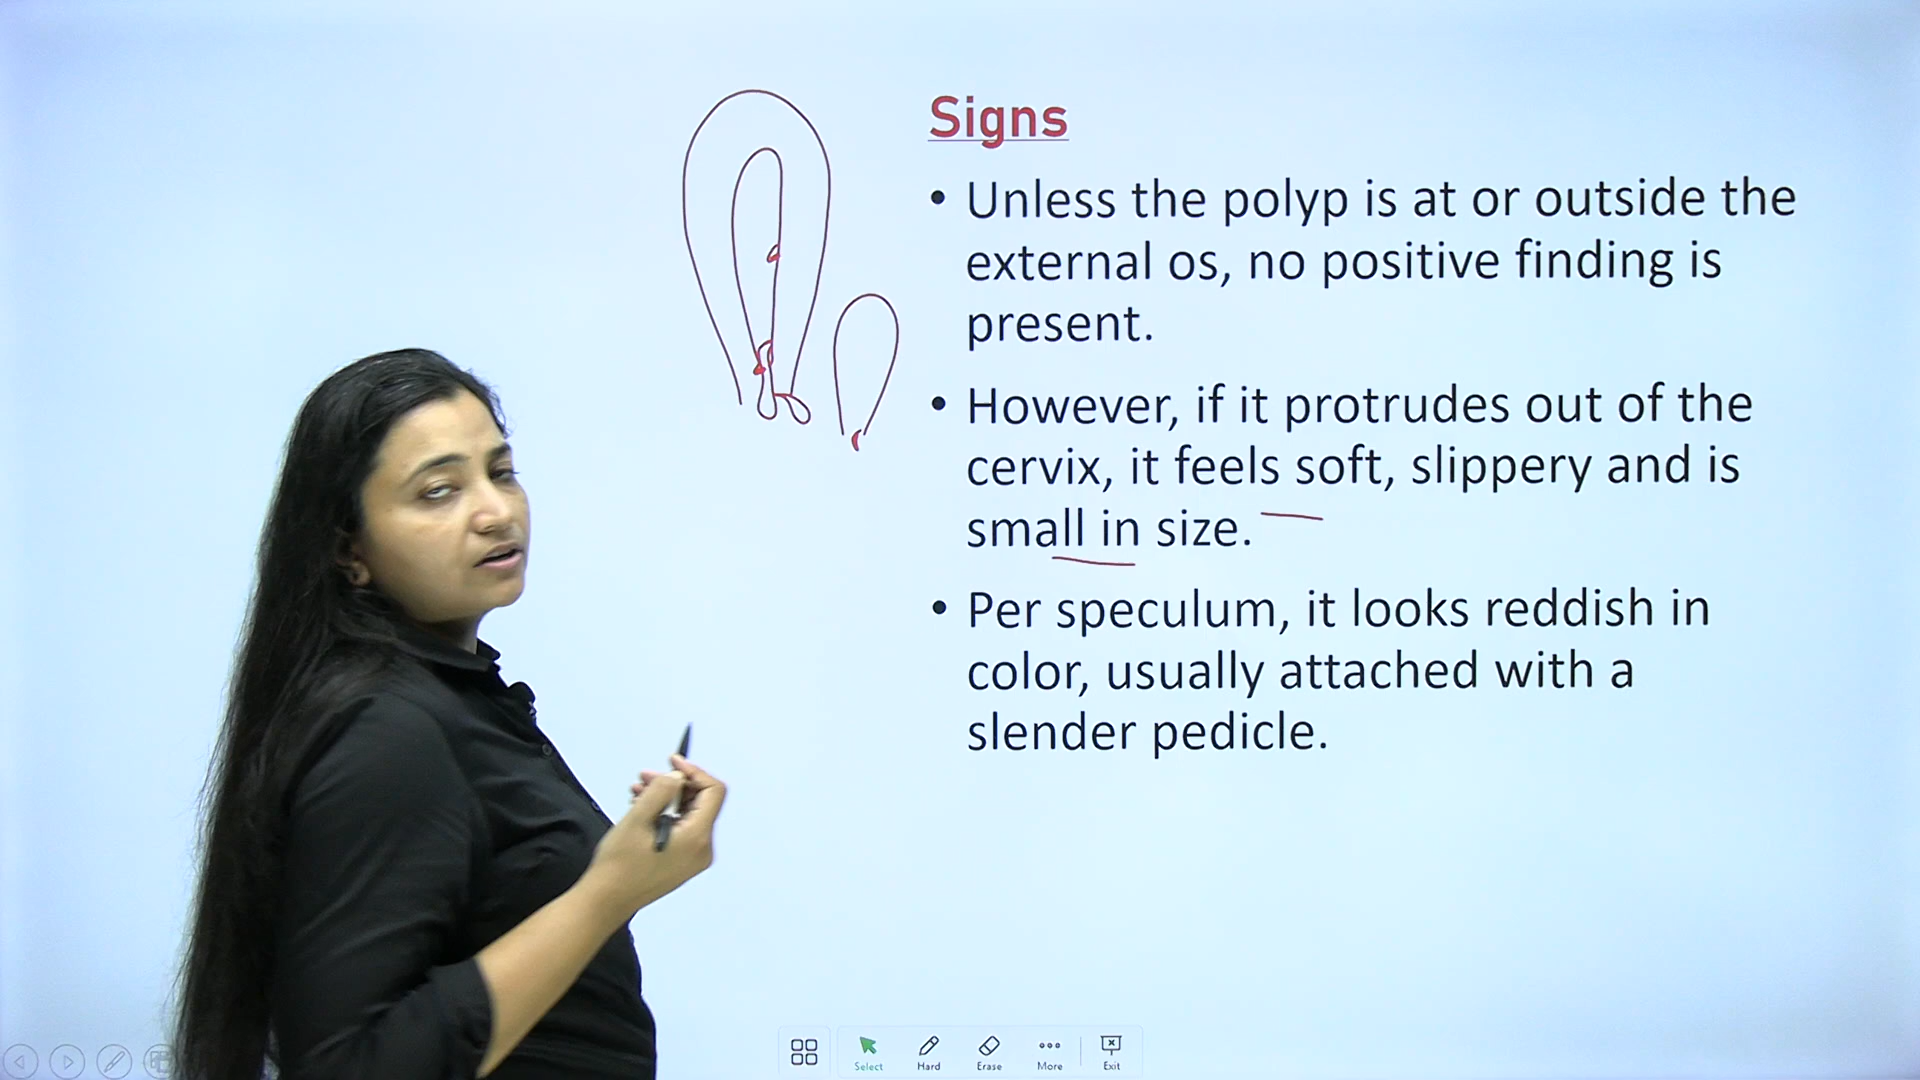 Signs
• Unless the polyp is at or outside the
external os, no positive finding is
present.
• However, if it protrudes out of the
cervix, it feels soft, slippery and is
small in size.
• Per speculum, it looks reddish in
color, usually attached with a
slender pedicle.
Select Hard Erase More Exit